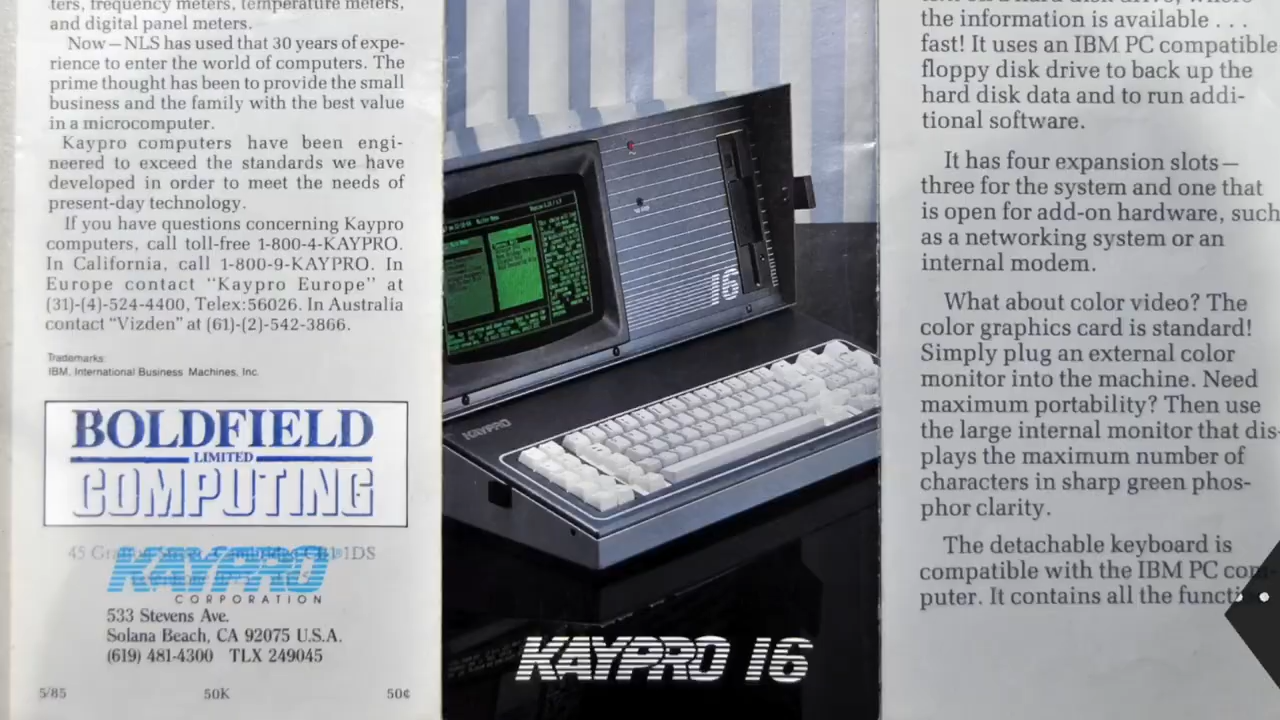 ters, frequency meters, temperature meters,
and digital panel meters.
Now—NLS has used that 30 years of expe-
rience to enter the world of computers. The
prime thought has been to provide the small
business and the family with the best value
in a microcomputer.
Kaypro computers have been engi-
neered to exceed the standards we have
developed in order to meet the needs of
present-day technology.
If you have questions concerning Kaypro
computers, call toll-free 1-800-4-KAYPRO.
In California, call 1-800-9-KAYPRO. In
Europe contact "Kaypro Europe" at
(31)-(4)-524-4400, Telex:56026. In Australia
contact "Vizden" at (61)-(2)-542-3866.
Trademarks:
IBM, International Business Machines, Inc.
BOLDFIELD
LIMITED
COMPUTING
45
1DS
KAYPRO
CORPORATION
533 Stevens Ave.
Solana Beach, CA 92075 U.S.A.
(619) 481-4300 TLX 249045
5/85 50K 50¢
16
KAYPRO
KAYPRO 16
the information is available . . .
fast! It uses an IBM PC compatible
floppy disk drive to back up the
hard disk data and to run addi-
tional software.
It has four expansion slots—
three for the system and one that
is open for add-on hardware, such
as a networking system or an
internal modem.
What about color video? The
color graphics card is standard!
Simply plug an external color
monitor into the machine. Need
maximum portability? Then use
the large internal monitor that dis-
plays the maximum number of
characters in sharp green phos-
phor clarity.
The detachable keyboard is
compatible with the IBM PC com-
puter. It contains all the functi